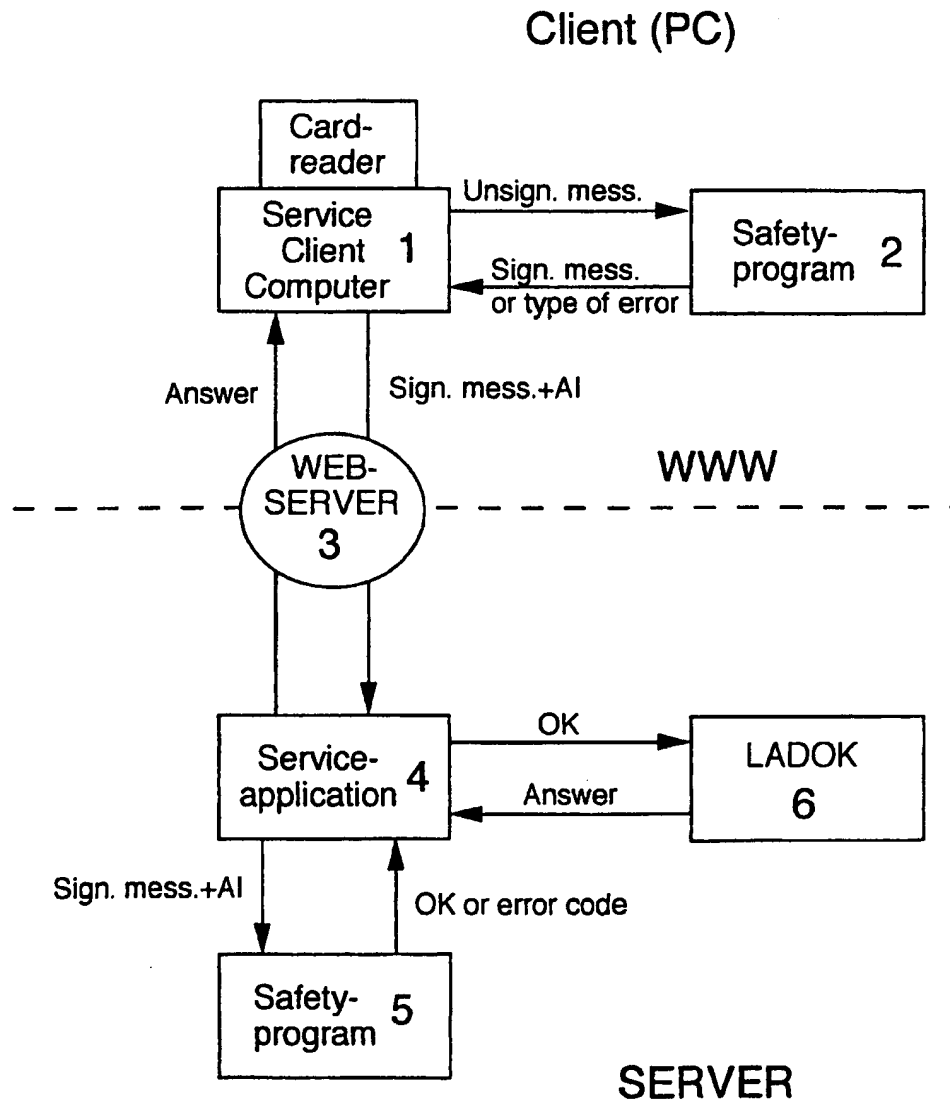 Client (PC)
Card-
reader
Service
Client
Computer
1
Unsign. mess.
Sign. mess.
or type of error
Safety-
program
2
Answer
Sign. mess.+AI
WEB-
SERVER
3
WWW
Service-
application
4
OK
Answer
LADOK
6
Sign. mess.+AI
OK or error code
Safety-
program
5
SERVER